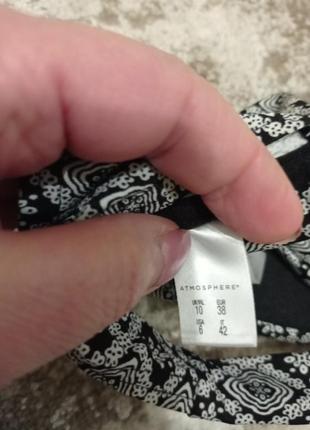 ATMOSPHERE®
UK/IRL EUR
10 38
USA IT
6 42